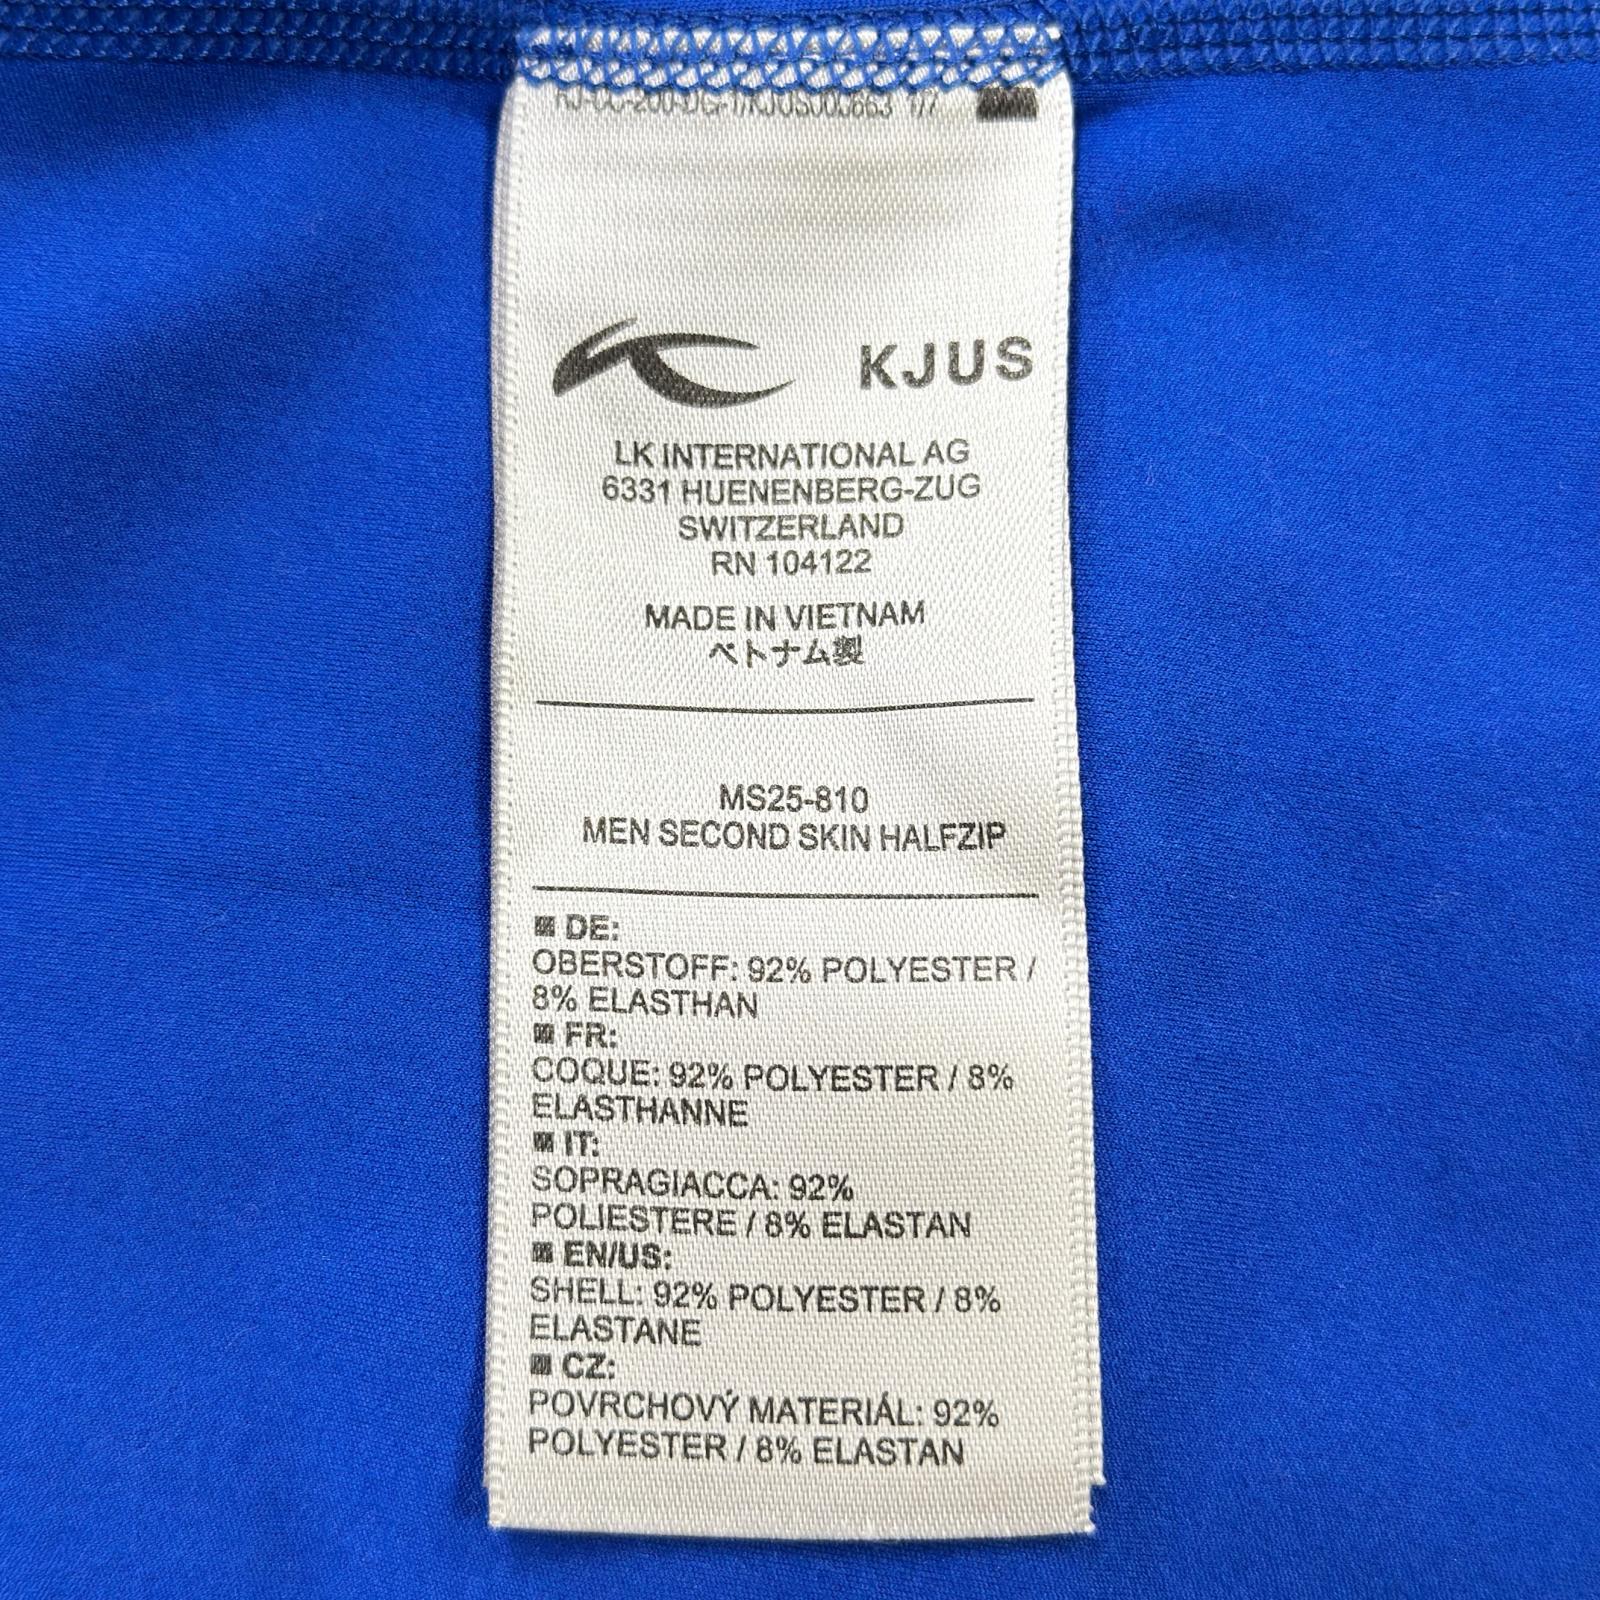 1/7
KJUS
LK INTERNATIONAL AG
6331 HUENENBERG-ZUG
SWITZERLAND
RN 104122
MADE IN VIETNAM
ベトナム製
MS25-810
MEN SECOND SKIN HALFZIP
DE:
OBERSTOFF: 92% POLYESTER /
8% ELASTHAN
FR:
COQUE: 92% POLYESTER / 8%
ELASTHANNE
IT:
SOPRAGIACCA: 92%
POLIESTERE / 8% ELASTAN
EN/US:
SHELL: 92% POLYESTER / 8%
ELASTANE
CZ:
POVRCHOVÝ MATERIÁL: 92%
POLYESTER / 8% ELASTAN